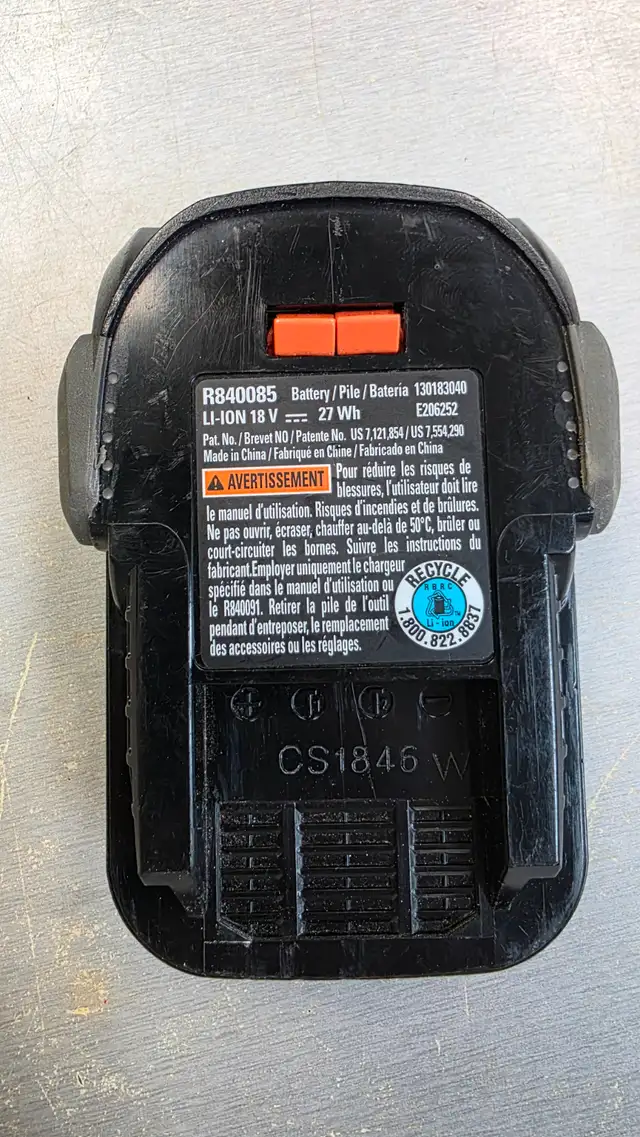 R840085 Battery / Pile / Batería 130183040
LI-ION 18 V 27 Wh E206252
Pat. No. / Brevet NO / Patente No. US 7,121,854 / US 7,554,290
Made in China / Fabriqué en Chine / Fabricado en China
AVERTISSEMENT Pour réduire les risques de
blessures, l'utilisateur doit lire
le manuel d'utilisation. Risques d'incendies et de brûlures.
Ne pas ouvrir, écraser, chauffer au-delà de 50°C, brûler ou
court-circuiter les bornes. Suivre les instructions du
fabricant.Employer uniquement le chargeur
spécifié dans le manuel d'utilisation ou
le R840091. Retirer la pile de l'outil
pendant d'entreposer, le remplacement
des accessoires ou les réglages.
RECYCLE
RBRC
Li-ion
TM
1.800.822.8837
+ T1 T2 -
CS1846 W